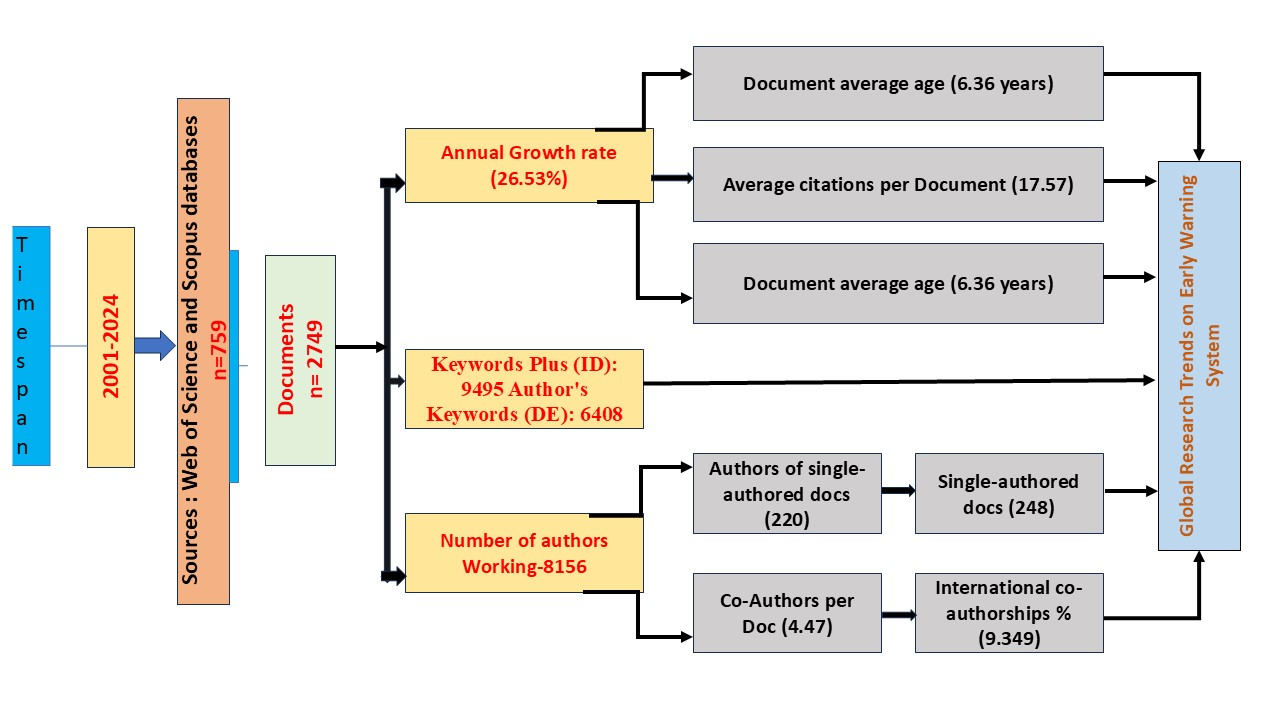 Timespan
2001-2024
Sources : Web of Science and Scopus databases
n=759
Documents
n= 2749
Annual Growth rate
(26.53%)
Document average age (6.36 years)
Average citations per Document (17.57)
Document average age (6.36 years)
Keywords Plus (ID):
9495 Author's
Keywords (DE): 6408
Number of authors
Working-8156
Authors of single-
authored docs
(220)
Single-authored
docs (248)
Co-Authors per
Doc (4.47)
International co-
authorships %
(9.349)
Global Research Trends on Early Warning
System